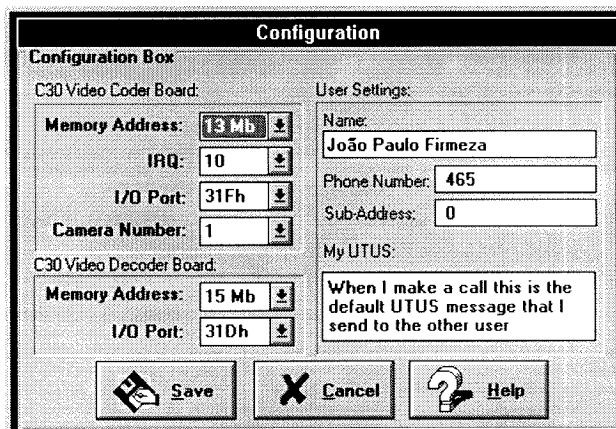 Configuration
Configuration Box
C30 Video Coder Board:
Memory Address: 13 Mb
IRQ: 10
I/O Port: 31Fh
Camera Number: 1
C30 Video Decoder Board:
Memory Address: 15 Mb
I/O Port: 31Dh
User Settings:
Name:
João Paulo Firmeza
Phone Number: 465
Sub-Address: 0
My UTUS:
When I make a call this is the
default UTUS message that I
send to the other user
Save
Cancel
Help